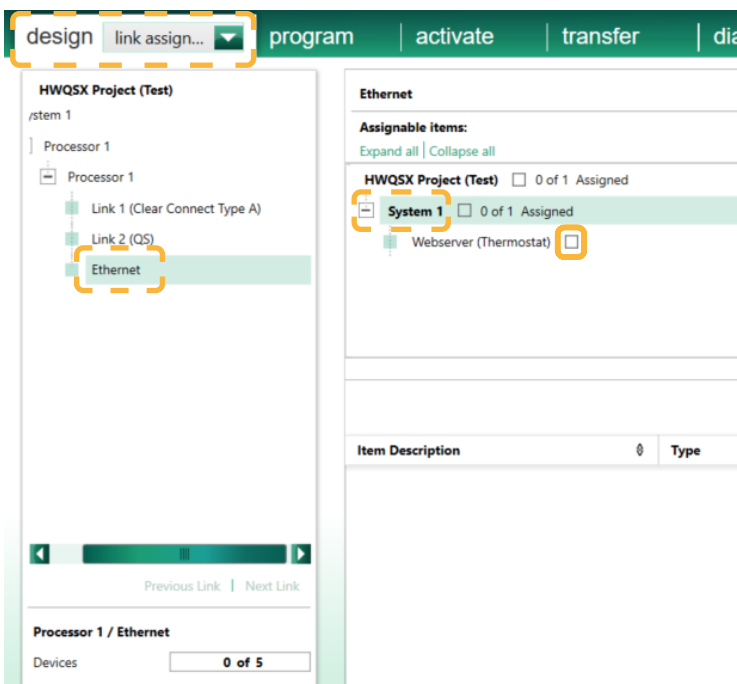 design link assign... program activate transfer dia
HWQSX Project (Test)
/stem 1
Processor 1
Processor 1
Link 1 (Clear Connect Type A)
Link 2 (QS)
Ethernet
Previous Link | Next Link
Processor 1 / Ethernet
Devices 0 of 5
Ethernet
Assignable items:
Expand all | Collapse all
HWQSX Project (Test) 0 of 1 Assigned
System 1 0 of 1 Assigned
Webserver (Thermostat)
Item Description Type